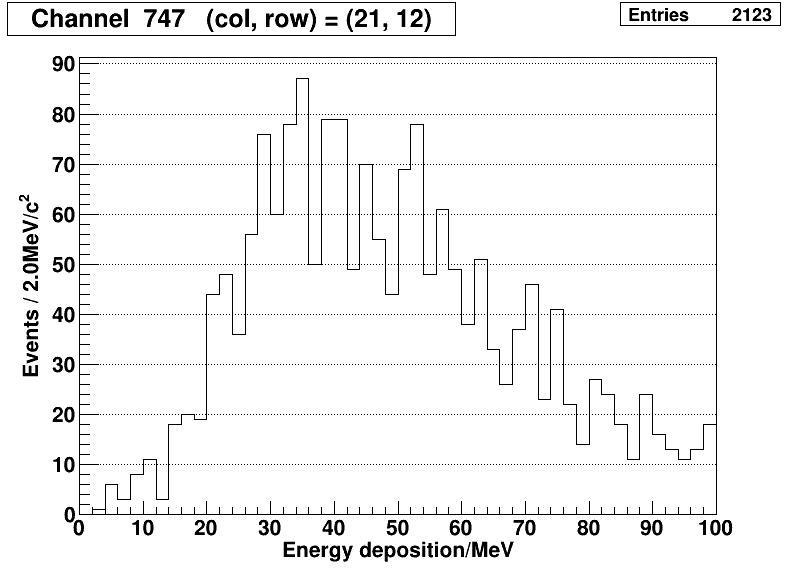 Channel 747 (col, row) = (21, 12)
Entries 2123
90
80
70
60
50
40
30
20
10
0
Events / 2.0MeV/c²
0 10 20 30 40 50 60 70 80 90 100
Energy deposition/MeV